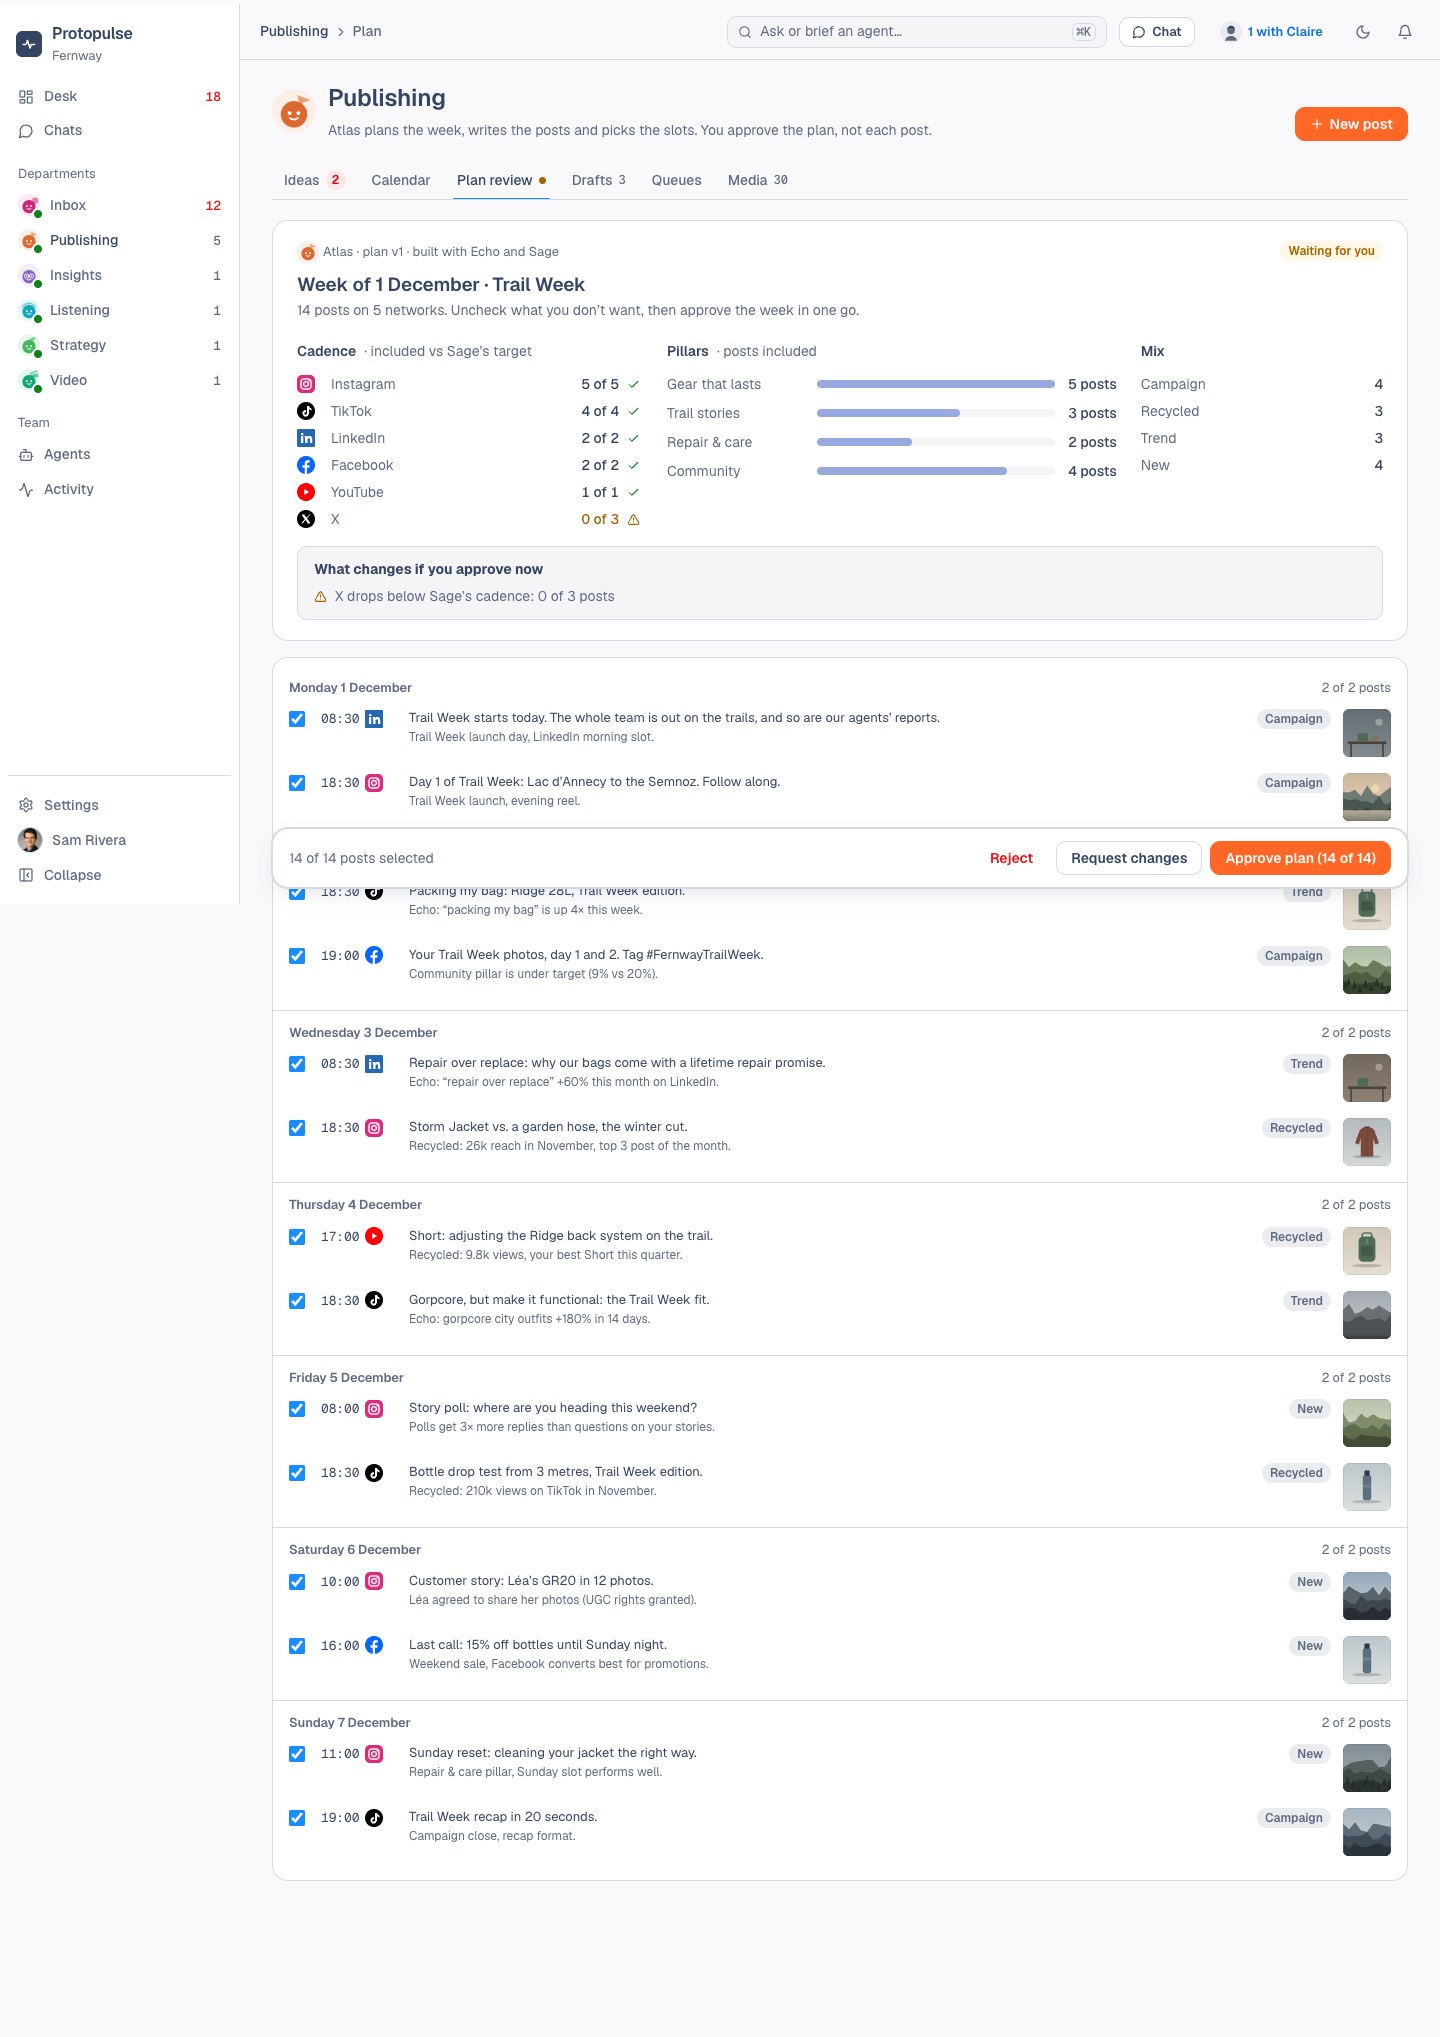 Protopulse
Fernway
Desk 18
Chats
Departments
Inbox 12
Publishing 5
Insights 1
Listening 1
Strategy 1
Video 1
Team
Agents
Activity
Settings
Sam Rivera
Collapse
Publishing > Plan
Ask or brief an agent... ⌘K
Chat
1 with Claire
Publishing
Atlas plans the week, writes the posts and picks the slots. You approve the plan, not each post.
+ New post
Ideas 2 Calendar Plan review Drafts 3 Queues Media 30
Atlas · plan v1 · built with Echo and Sage
Waiting for you
Week of 1 December · Trail Week
14 posts on 5 networks. Uncheck what you don’t want, then approve the week in one go.
Cadence · included vs Sage’s target
Instagram 5 of 5
TikTok 4 of 4
LinkedIn 2 of 2
Facebook 2 of 2
YouTube 1 of 1
X 0 of 3
Pillars · posts included
Gear that lasts 5 posts
Trail stories 3 posts
Repair & care 2 posts
Community 4 posts
Mix
Campaign 4
Recycled 3
Trend 3
New 4
What changes if you approve now
X drops below Sage’s cadence: 0 of 3 posts
Monday 1 December 2 of 2 posts
08:30 Trail Week starts today. The whole team is out on the trails, and so are our agents’ reports. Campaign
Trail Week launch day, LinkedIn morning slot.
18:30 Day 1 of Trail Week: Lac d’Annecy to the Semnoz. Follow along. Campaign
Trail Week launch, evening reel.
14 of 14 posts selected Reject Request changes Approve plan (14 of 14)
18:30 Packing my bag: Ridge 28L, Trail Week edition. Trend
Echo: “packing my bag” is up 4× this week.
19:00 Your Trail Week photos, day 1 and 2. Tag #FernwayTrailWeek. Campaign
Community pillar is under target (9% vs 20%).
Wednesday 3 December 2 of 2 posts
08:30 Repair over replace: why our bags come with a lifetime repair promise. Trend
Echo: “repair over replace” +60% this month on LinkedIn.
18:30 Storm Jacket vs. a garden hose, the winter cut. Recycled
Recycled: 26k reach in November, top 3 post of the month.
Thursday 4 December 2 of 2 posts
17:00 Short: adjusting the Ridge back system on the trail. Recycled
Recycled: 9.8k views, your best Short this quarter.
18:30 Gorpcore, but make it functional: the Trail Week fit. Trend
Echo: gorpcore city outfits +180% in 14 days.
Friday 5 December 2 of 2 posts
08:00 Story poll: where are you heading this weekend? New
Polls get 3× more replies than questions on your stories.
18:30 Bottle drop test from 3 metres, Trail Week edition. Recycled
Recycled: 210k views on TikTok in November.
Saturday 6 December 2 of 2 posts
10:00 Customer story: Léa’s GR20 in 12 photos. New
Léa agreed to share her photos (UGC rights granted).
16:00 Last call: 15% off bottles until Sunday night. New
Weekend sale, Facebook converts best for promotions.
Sunday 7 December 2 of 2 posts
11:00 Sunday reset: cleaning your jacket the right way. New
Repair & care pillar, Sunday slot performs well.
19:00 Trail Week recap in 20 seconds. Campaign
Campaign close, recap format.